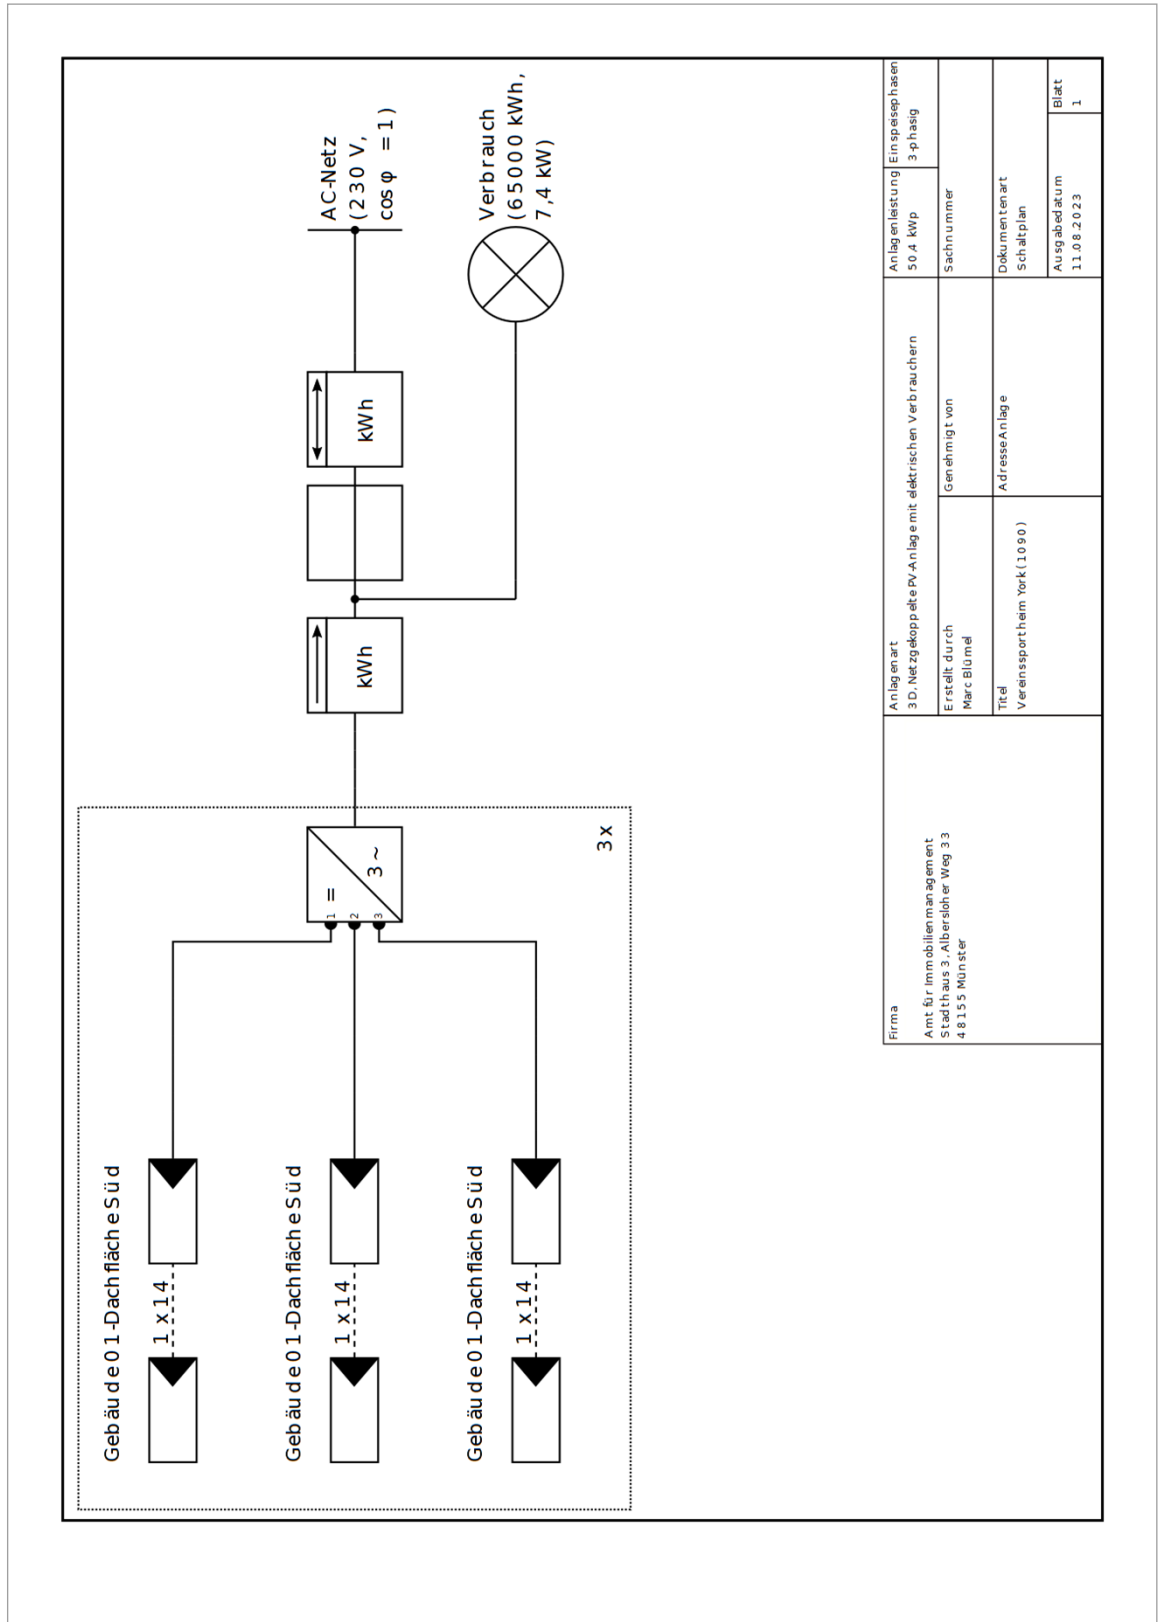 Gebäude 01-Dachfläche Süd
1 x 14
Gebäude 01-Dachfläche Süd
1 x 14
Gebäude 01-Dachfläche Süd
1 x 14
1
2
3
=
3 ~
3 x
kWh
kWh
AC-Netz
(230 V,
cos φ = 1)
Verbrauch
(65000 kWh,
7,4 kW)
Firma
Amt für Immobilienmanagement
Stadthaus 3, Albersloher Weg 33
48155 Münster
Anlagenart
3D, Netzgekoppelte PV-Anlage mit elektrischen Verbrauchern
Anlagenleistung
50.4 kWp
Einspeisephasen
3-phasig
Erstellt durch
Marc Blümel
Genehmigt von
Sachnummer
Titel
Vereinssportheim York (1090)
Adresse Anlage
Dokumentenart
Schaltplan
Ausgabedatum
11.08.2023
Blatt
1